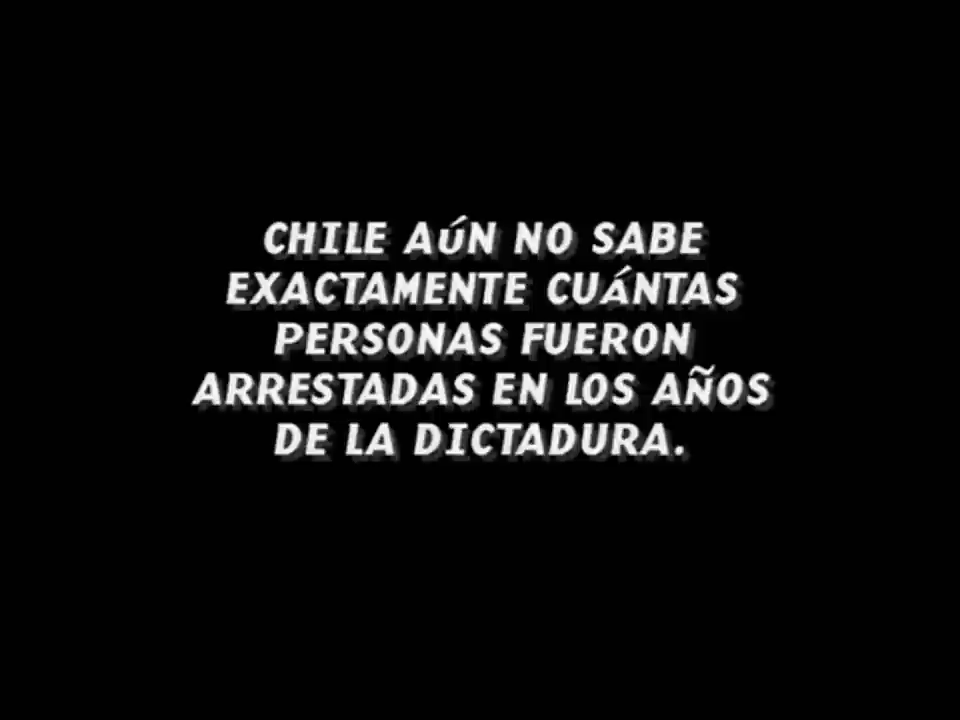 CHILE AÚN NO SABE
EXACTAMENTE CUÁNTAS
PERSONAS FUERON
ARRESTADAS EN LOS AÑOS
DE LA DICTADURA.